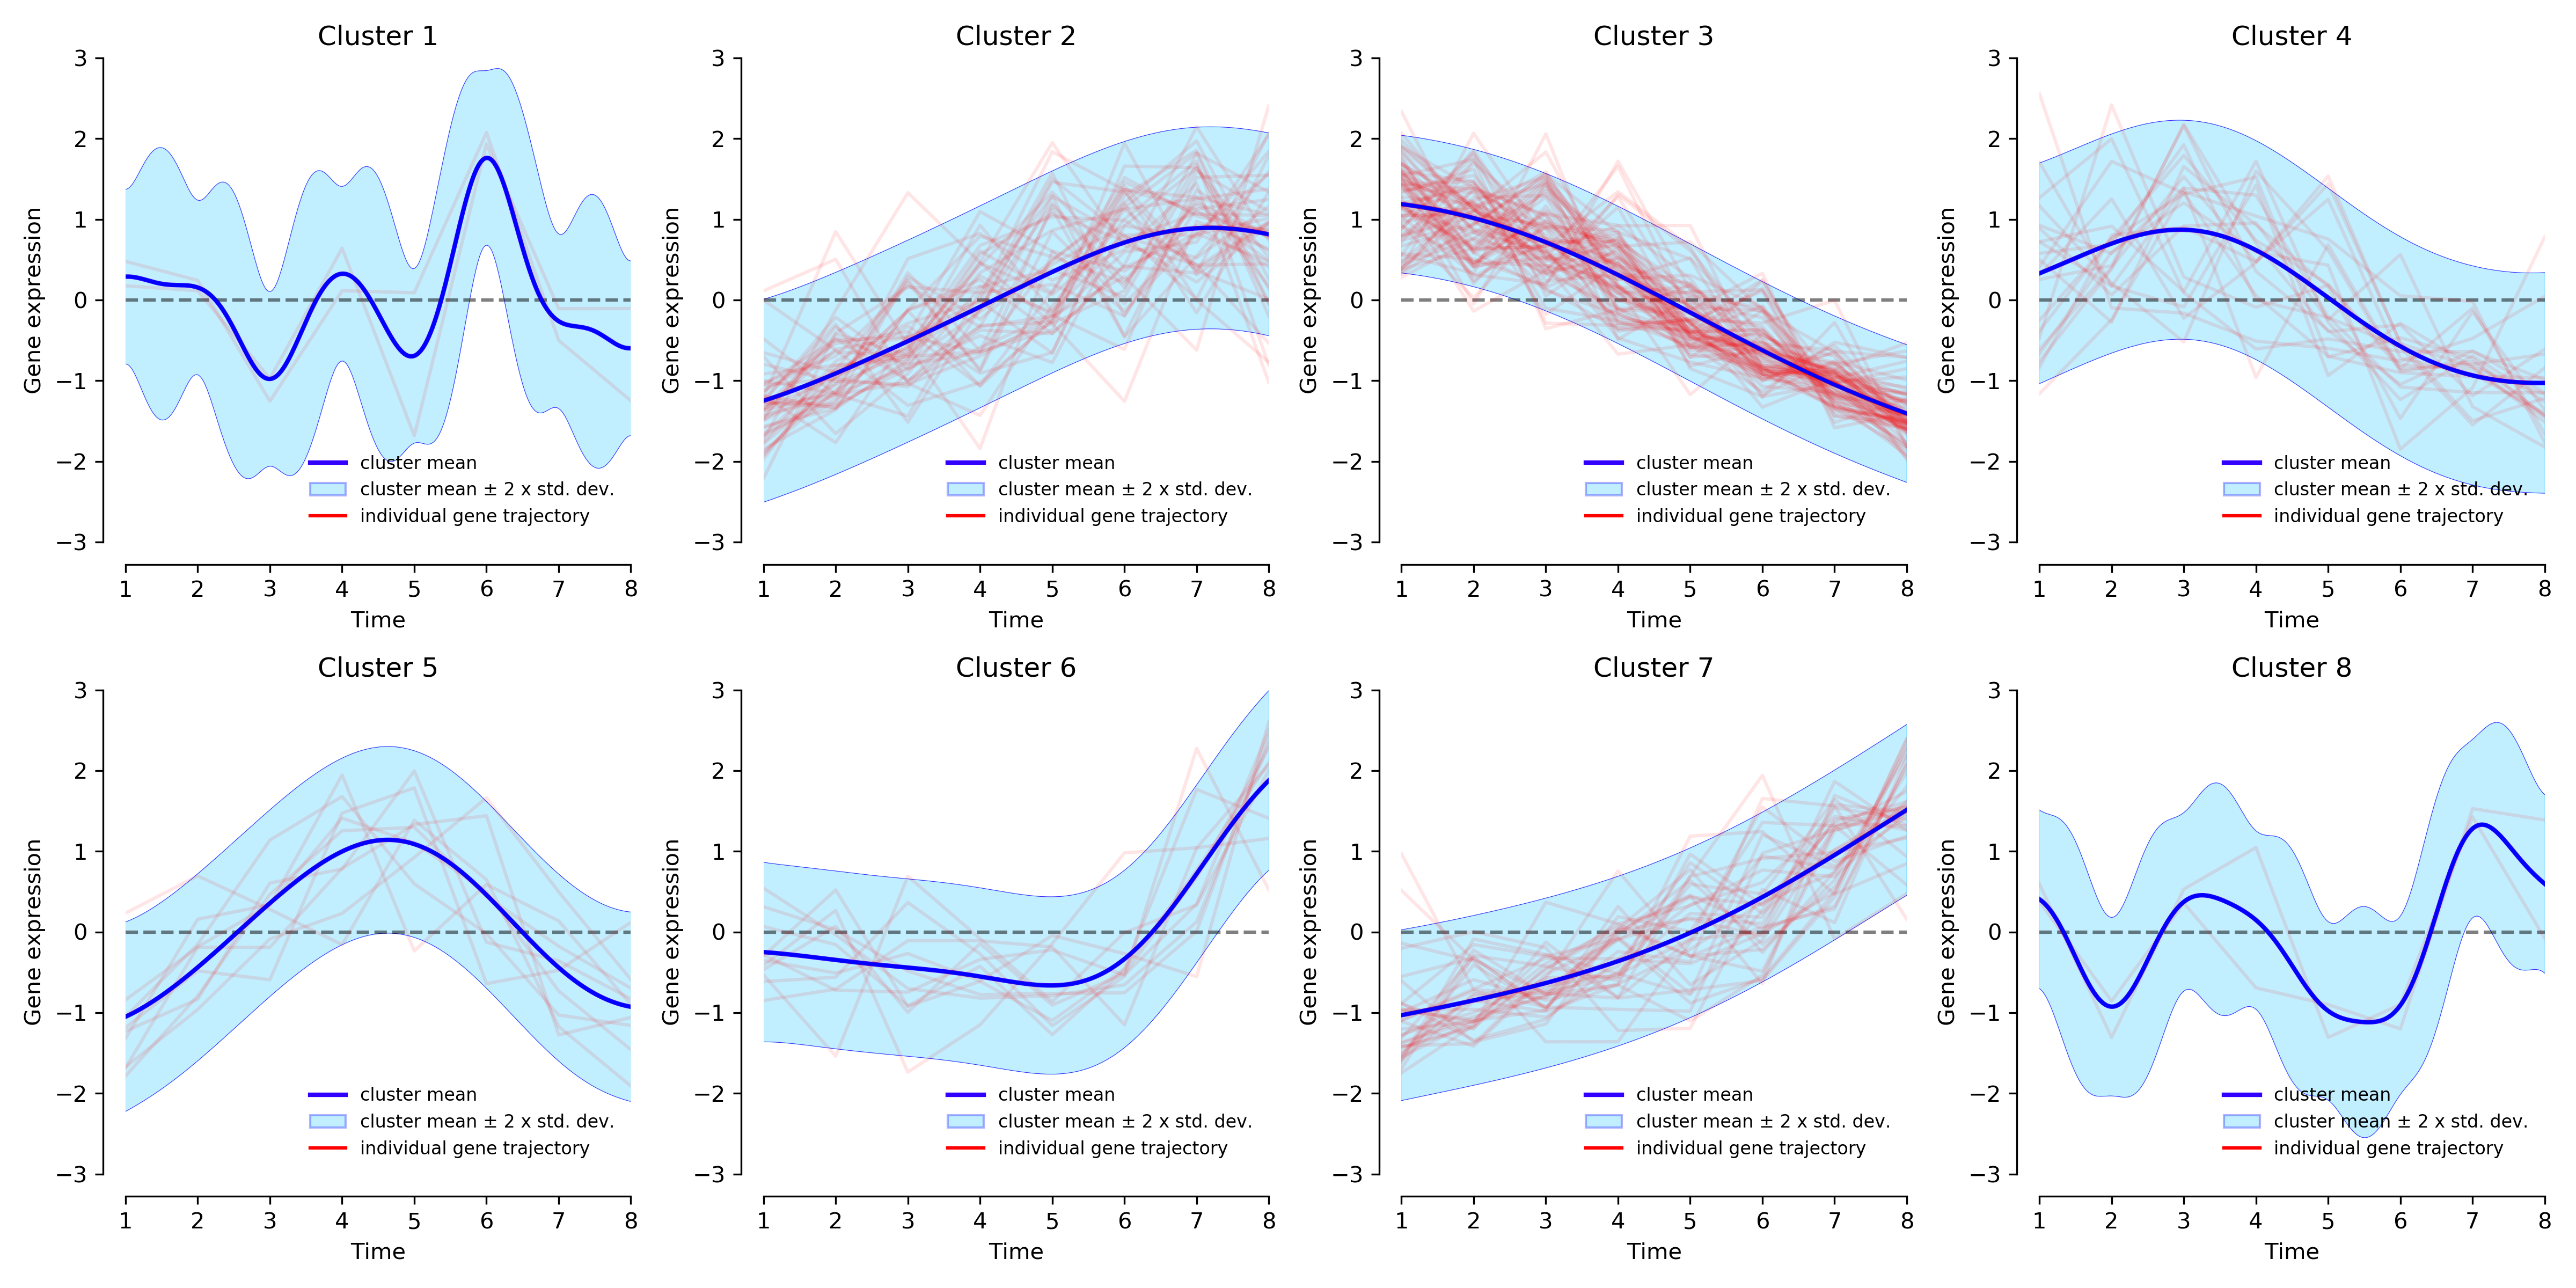 Cluster 1
3
2
1
0
−1
−2
−3
Gene expression
cluster mean
cluster mean ± 2 x std. dev.
individual gene trajectory
1 2 3 4 5 6 7 8
Time
Cluster 2
3
2
1
0
−1
−2
−3
Gene expression
cluster mean
cluster mean ± 2 x std. dev.
individual gene trajectory
1 2 3 4 5 6 7 8
Time
Cluster 3
3
2
1
0
−1
−2
−3
Gene expression
cluster mean
cluster mean ± 2 x std. dev.
individual gene trajectory
1 2 3 4 5 6 7 8
Time
Cluster 4
3
2
1
0
−1
−2
−3
Gene expression
cluster mean
cluster mean ± 2 x std. dev.
individual gene trajectory
1 2 3 4 5 6 7 8
Time
Cluster 5
3
2
1
0
−1
−2
−3
Gene expression
cluster mean
cluster mean ± 2 x std. dev.
individual gene trajectory
1 2 3 4 5 6 7 8
Time
Cluster 6
3
2
1
0
−1
−2
−3
Gene expression
cluster mean
cluster mean ± 2 x std. dev.
individual gene trajectory
1 2 3 4 5 6 7 8
Time
Cluster 7
3
2
1
0
−1
−2
−3
Gene expression
cluster mean
cluster mean ± 2 x std. dev.
individual gene trajectory
1 2 3 4 5 6 7 8
Time
Cluster 8
3
2
1
0
−1
−2
−3
Gene expression
cluster mean
cluster mean ± 2 x std. dev.
individual gene trajectory
1 2 3 4 5 6 7 8
Time